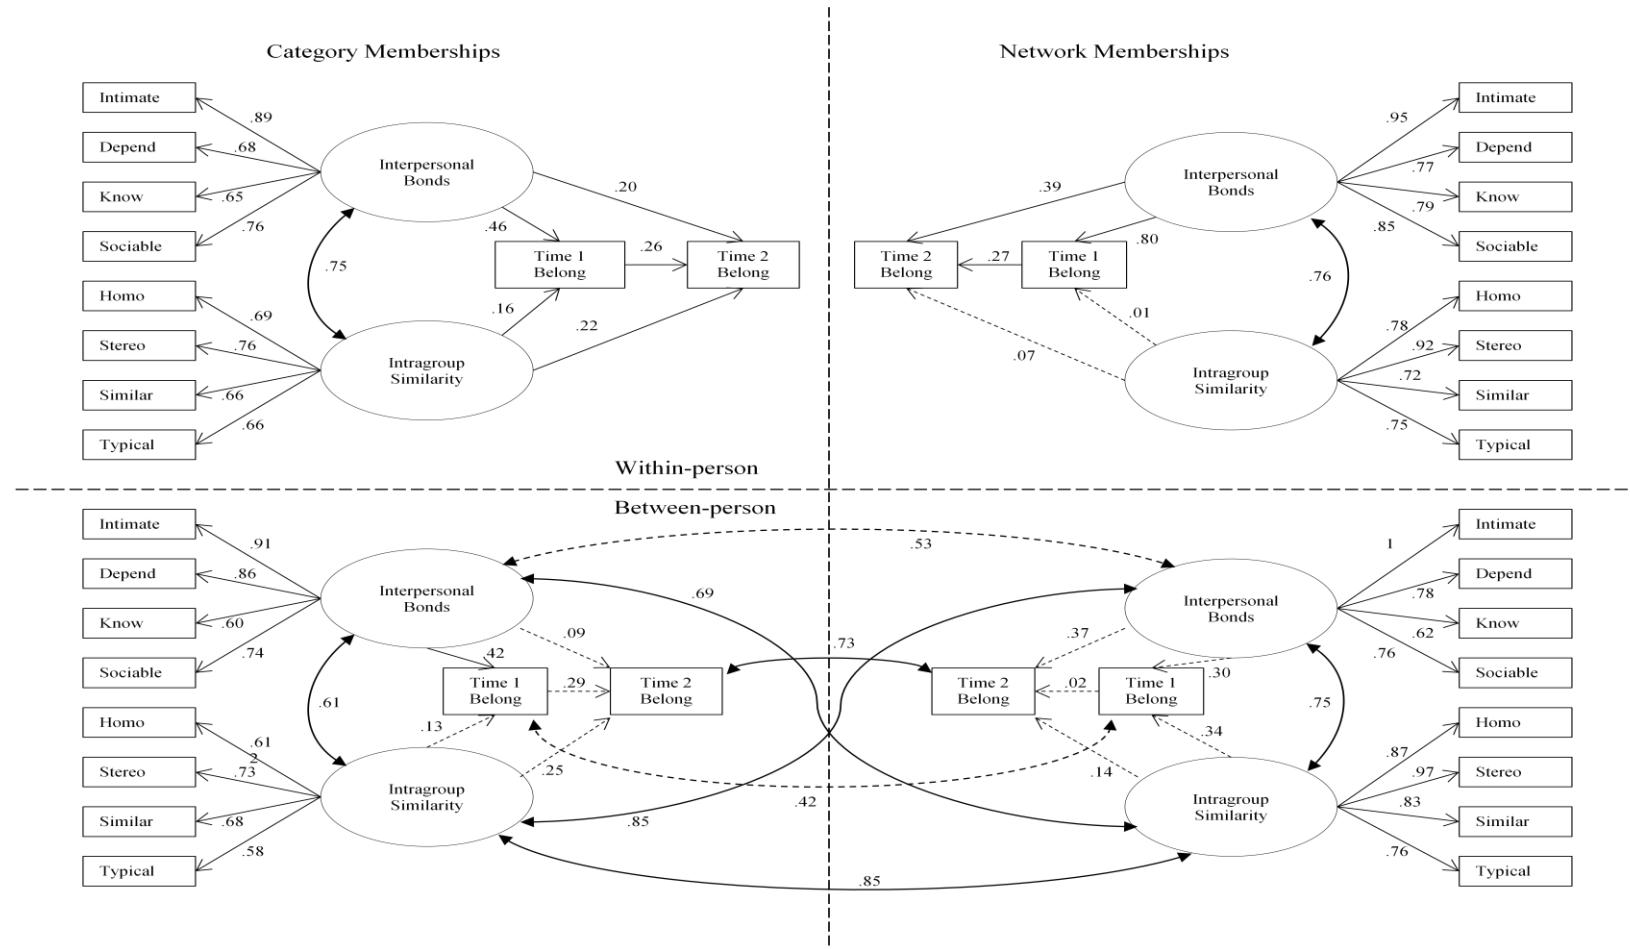 Category Memberships
Network Memberships
Intimate
Depend
Know
Sociable
Homo
Stereo
Similar
Typical
.89
.68
.65
.76
.69
.76
.66
.66
Interpersonal
Bonds
.75
Intragroup
Similarity
.20
.46
Time 1
Belong
.26
Time 2
Belong
.16
.22
.39
.80
Time 2
Belong
.27
Time 1
Belong
.01
.07
Interpersonal
Bonds
.76
Intragroup
Similarity
.95
.77
.79
.85
.78
.92
.72
.75
Intimate
Depend
Know
Sociable
Homo
Stereo
Similar
Typical
Within-person
Between-person
Intimate
Depend
Know
Sociable
Homo
Stereo
Similar
Typical
.91
.86
.60
.74
.61
2
.73
.68
.58
Interpersonal
Bonds
.61
Intragroup
Similarity
.53
.69
.09
.42
Time 1
Belong
.29
Time 2
Belong
.13
.25
.73
.42
.85
.85
.37
.30
Time 2
Belong
.02
Time 1
Belong
.34
.14
Interpersonal
Bonds
.75
Intragroup
Similarity
1
.78
.62
.76
.87
.97
.83
.76
Intimate
Depend
Know
Sociable
Homo
Stereo
Similar
Typical